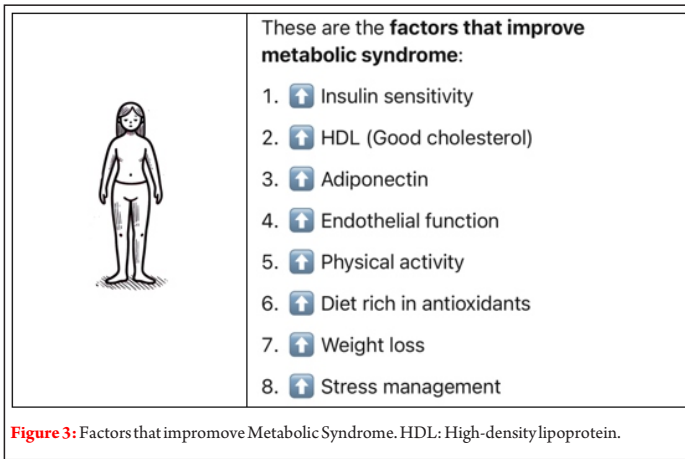 These are the factors that improve
metabolic syndrome:
1. ⬆️ Insulin sensitivity
2. ⬆️ HDL (Good cholesterol)
3. ⬆️ Adiponectin
4. ⬆️ Endothelial function
5. ⬆️ Physical activity
6. ⬆️ Diet rich in antioxidants
7. ⬆️ Weight loss
8. ⬆️ Stress management
Figure 3: Factors that impromove Metabolic Syndrome. HDL: High-density lipoprotein.